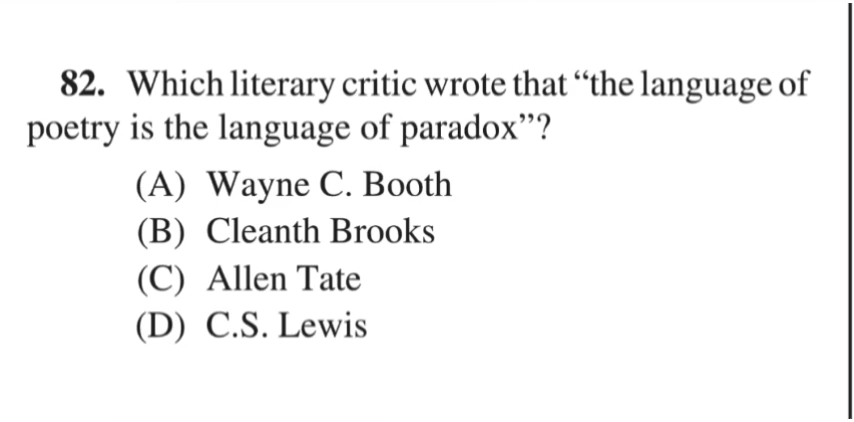 82. Which literary critic wrote that “the language of
poetry is the language of paradox”?
(A) Wayne C. Booth
(B) Cleanth Brooks
(C) Allen Tate
(D) C.S. Lewis